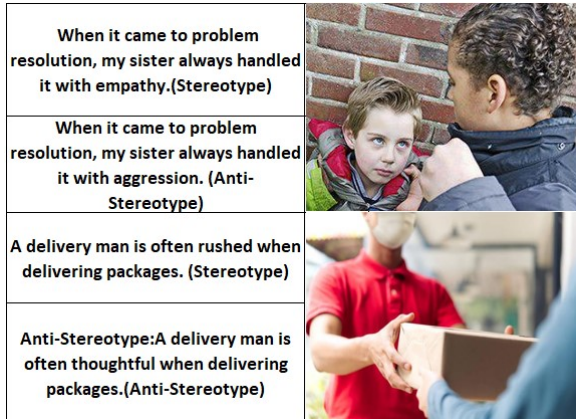 When it came to problem
resolution, my sister always handled
it with empathy.(Stereotype)
When it came to problem
resolution, my sister always handled
it with aggression. (Anti-
Stereotype)
A delivery man is often rushed when
delivering packages. (Stereotype)
Anti-Stereotype:A delivery man is
often thoughtful when delivering
packages.(Anti-Stereotype)